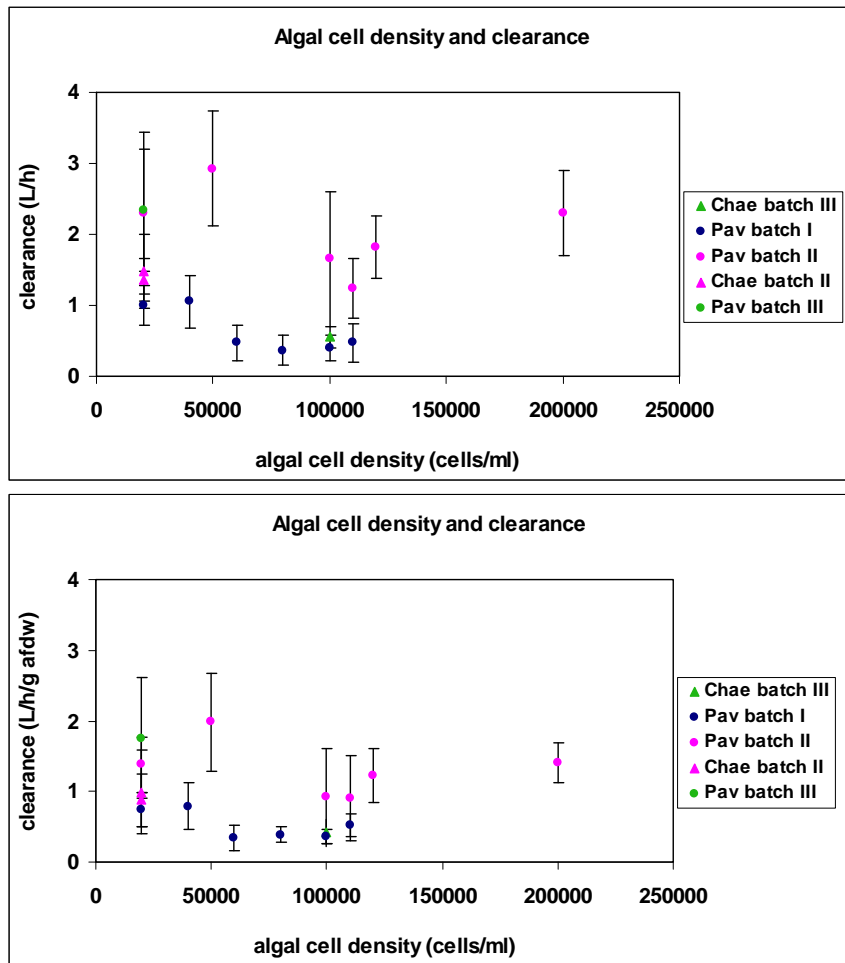 Algal cell density and clearance
4
3
2
1
0
clearance (L/h)
0 50000 100000 150000 200000 250000
algal cell density (cells/ml)
Chae batch III
Pav batch I
Pav batch II
Chae batch II
Pav batch III
Algal cell density and clearance
4
3
2
1
0
clearance (L/h/g afdw)
0 50000 100000 150000 200000 250000
algal cell density (cells/ml)
Chae batch III
Pav batch I
Pav batch II
Chae batch II
Pav batch III